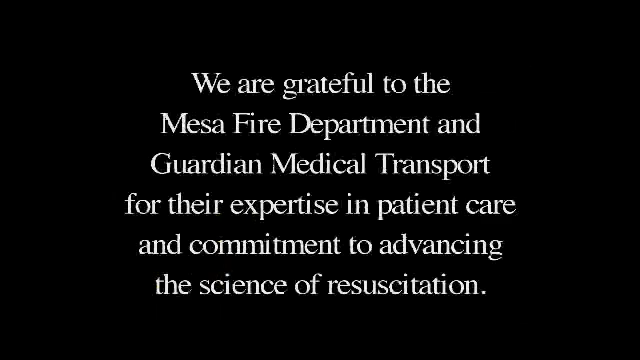 We are grateful to the
Mesa Fire Department and
Guardian Medical Transport
for their expertise in patient care
and commitment to advancing
the science of resuscitation.